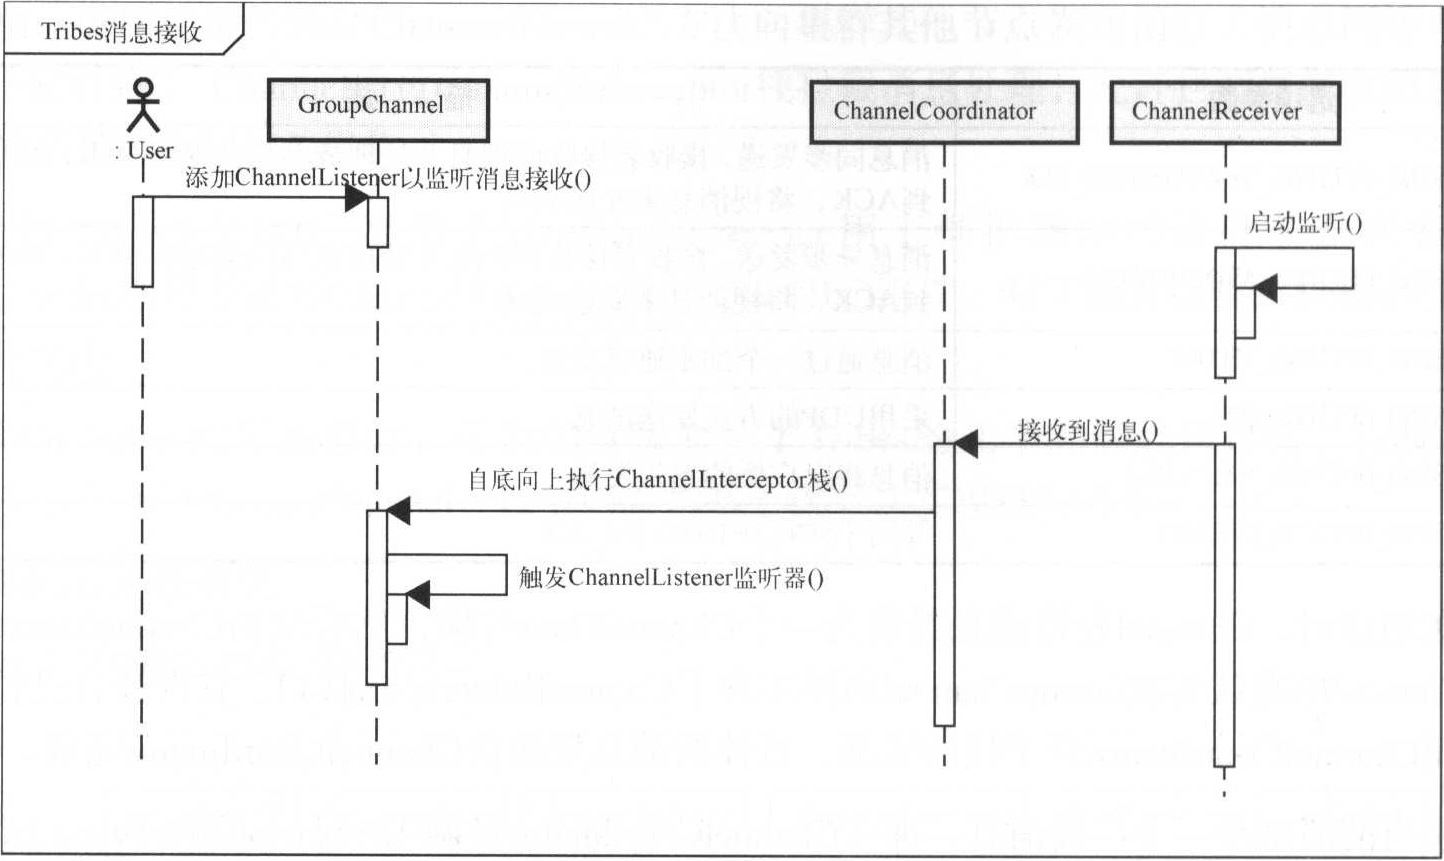 Tribes消息接收
GroupChannel
ChannelCoordinator
ChannelReceiver
: User
添加ChannelListener以监听消息接收()
启动监听()
接收到消息()
自底向上执行ChannelInterceptor栈()
触发ChannelListener监听器()